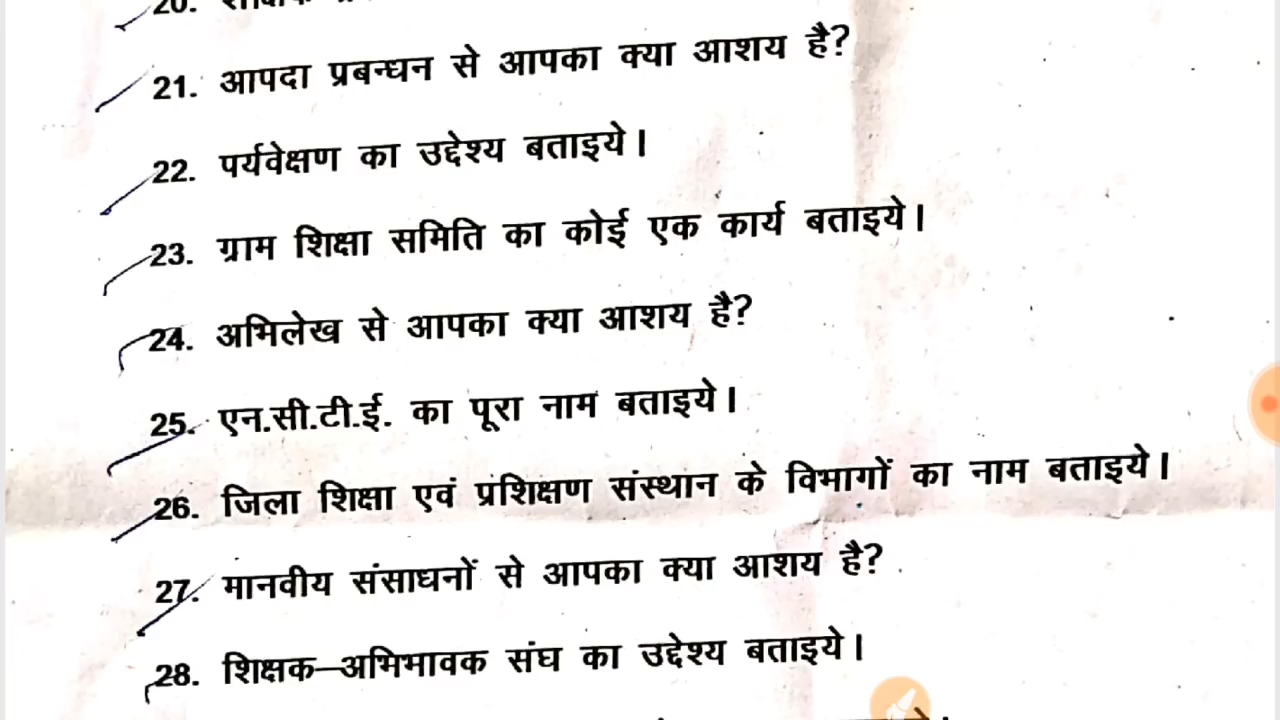 20.
21. आपदा प्रबन्धन से आपका क्या आशय है?
22. पर्यवेक्षण का उद्देश्य बताइये।
23. ग्राम शिक्षा समिति का कोई एक कार्य बताइये।
24. अभिलेख से आपका क्या आशय है?
25. एन.सी.टी.ई. का पूरा नाम बताइये।
26. जिला शिक्षा एवं प्रशिक्षण संस्थान के विभागों का नाम बताइये।
27. मानवीय संसाधनों से आपका क्या आशय है?
28. शिक्षक–अभिभावक संघ का उद्देश्य बताइये।